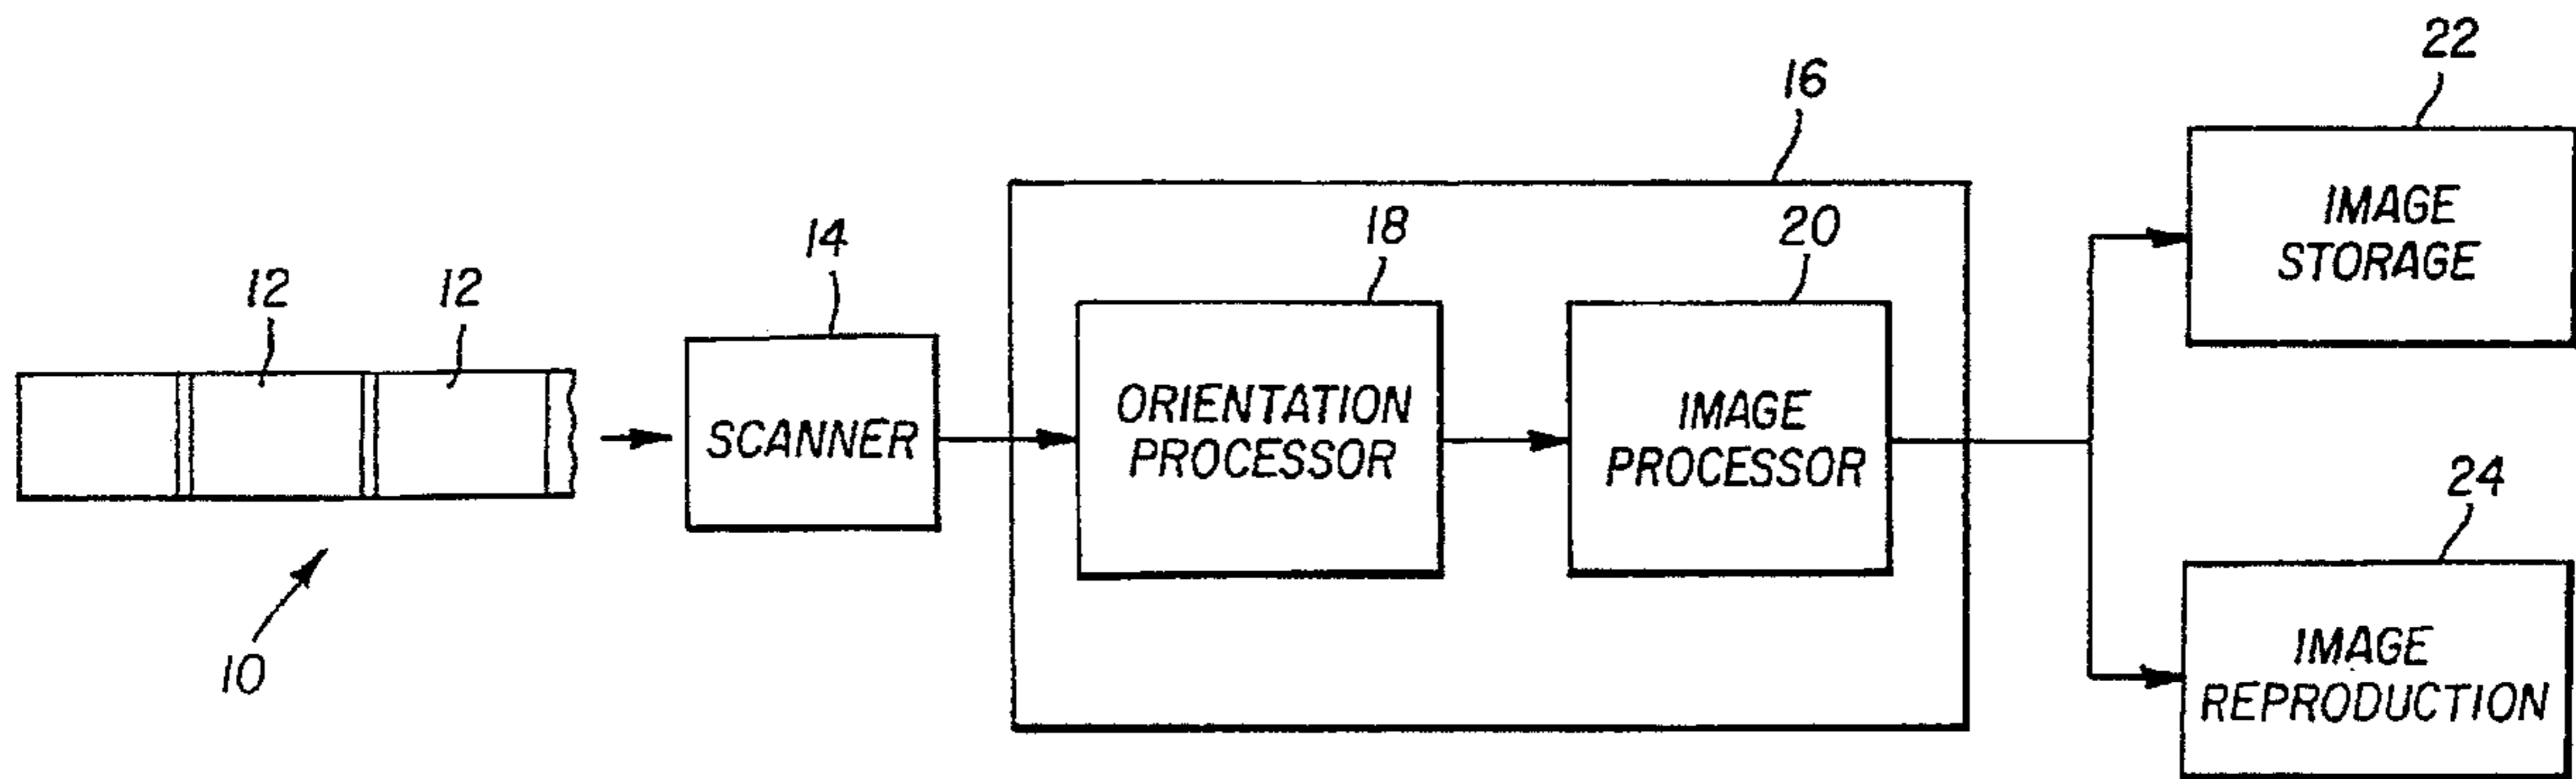 22
16
14
18
20
12
12
IMAGE
STORAGE
SCANNER
ORIENTATION
PROCESSOR
IMAGE
PROCESSOR
24
10
IMAGE
REPRODUCTION